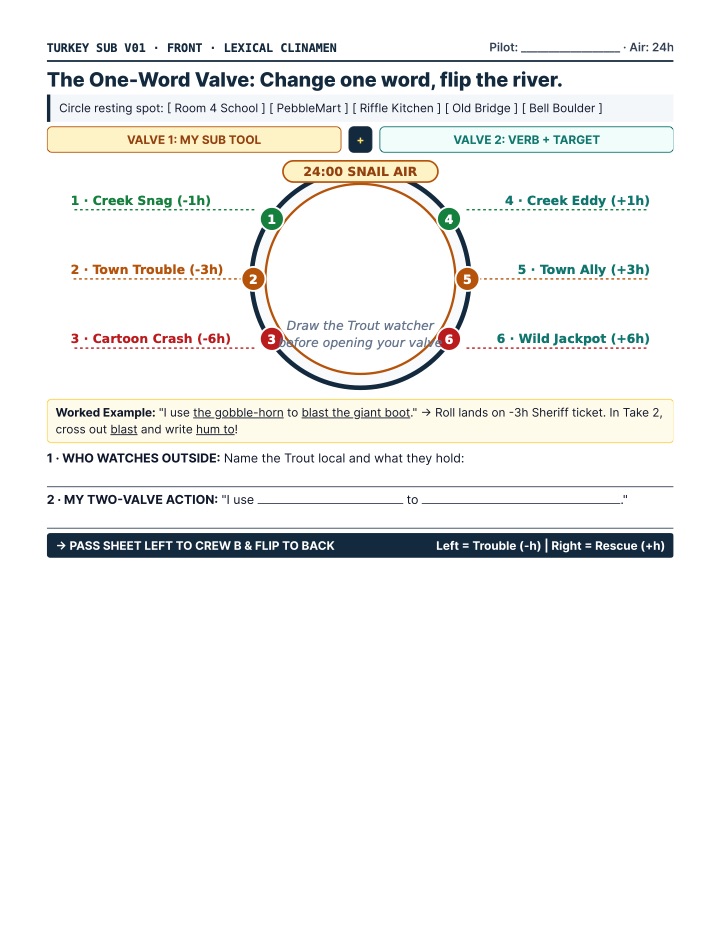 TURKEY SUB V01 · FRONT · LEXICAL CLINAMEN
Pilot: __________________ · Air: 24h
The One-Word Valve: Change one word, flip the river.
Circle resting spot: [ Room 4 School ] [ PebbleMart ] [ Riffle Kitchen ] [ Old Bridge ] [ Bell Boulder ]
VALVE 1: MY SUB TOOL
+
VALVE 2: VERB + TARGET
24:00 SNAIL AIR
1 · Creek Snag (-1h)
1
4
4 · Creek Eddy (+1h)
2 · Town Trouble (-3h)
2
5
5 · Town Ally (+3h)
3 · Cartoon Crash (-6h)
3
6
6 · Wild Jackpot (+6h)
Draw the Trout watcher
before opening your valve
Worked Example: "I use the gobble-horn to blast the giant boot." → Roll lands on -3h Sheriff ticket. In Take 2,
cross out blast and write hum to!
1 · WHO WATCHES OUTSIDE: Name the Trout local and what they hold:
2 · MY TWO-VALVE ACTION: "I use ______________________ to ______________________________."
→ PASS SHEET LEFT TO CREW B & FLIP TO BACK
Left = Trouble (-h) | Right = Rescue (+h)